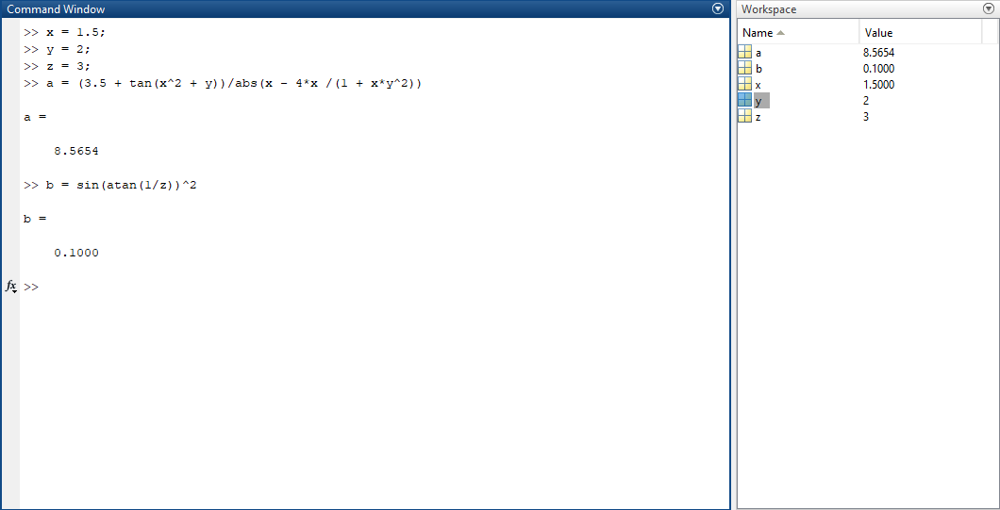 Command Window
>> x = 1.5;
>> y = 2;
>> z = 3;
>> a = (3.5 + tan(x^2 + y))/abs(x - 4*x /(1 + x*y^2))
a =
8.5654
>> b = sin(atan(1/z))^2
b =
0.1000
fx >>
Workspace
Name Value
a 8.5654
b 0.1000
x 1.5000
y 2
z 3